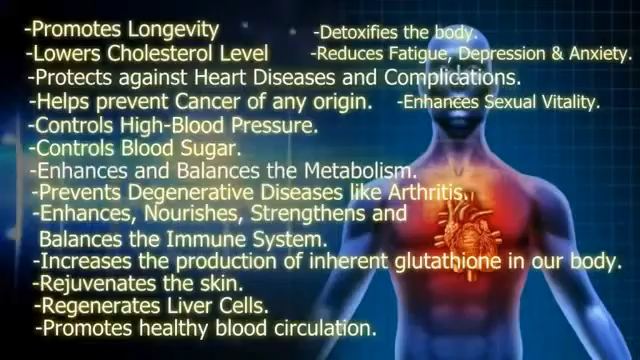 -Promotes Longevity
-Detoxifies the body.
-Lowers Cholesterol Level
-Reduces Fatigue, Depression & Anxiety.
-Protects against Heart Diseases and Complications.
-Helps prevent Cancer of any origin.
-Enhances Sexual Vitality.
-Controls High-Blood Pressure.
-Controls Blood Sugar.
-Enhances and Balances the Metabolism.
-Prevents Degenerative Diseases like Arthritis.
-Enhances, Nourishes, Strengthens and
Balances the Immune System.
-Increases the production of inherent glutathione in our body.
-Rejuvenates the skin.
-Regenerates Liver Cells.
-Promotes healthy blood circulation.